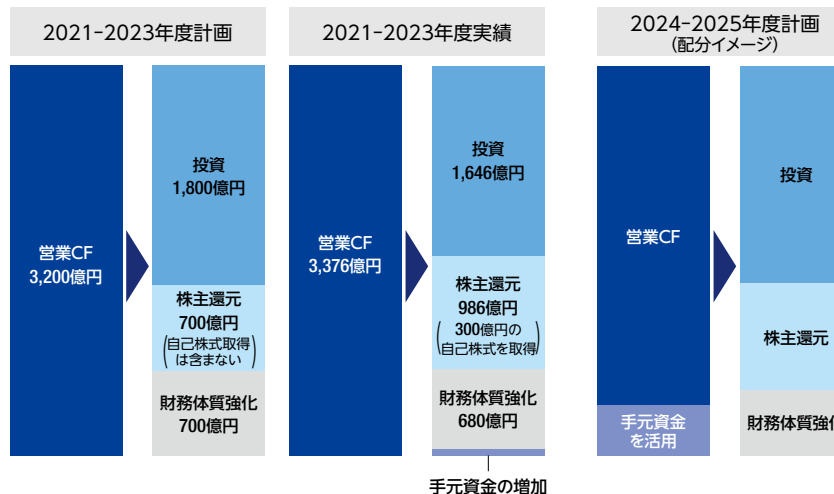 2021-2023年度計画
営業CF
3,200億円
投資
1,800億円
株主還元
700億円
(自己株式取得
は含まない)
財務体質強化
700億円
2021-2023年度実績
営業CF
3,376億円
投資
1,646億円
株主還元
986億円
(300億円の
自己株式を取得)
財務体質強化
680億円
手元資金の増加
2024-2025年度計画
(配分イメージ)
営業CF
手元資金
を活用
投資
株主還元
財務体質強化